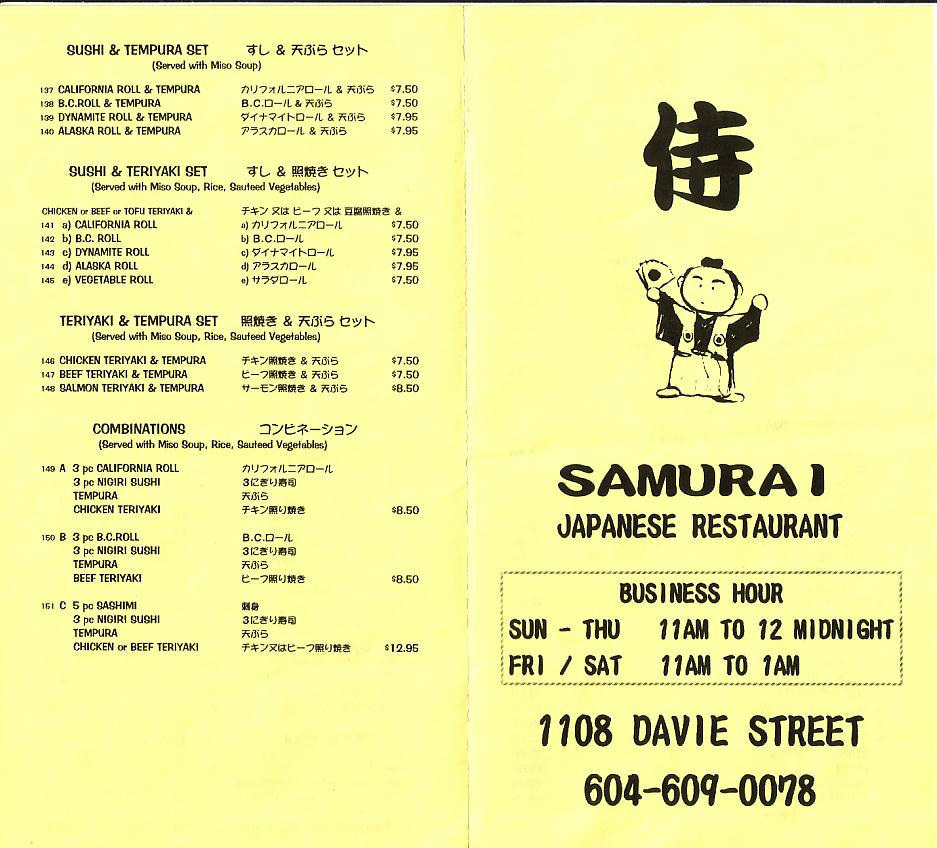 SUSHI & TEMPURA SET すし & 天ぷら セット
(Served with Miso Soup)
137 CALIFORNIA ROLL & TEMPURA カリフォルニアロール & 天ぷら $7.50
138 B.C.ROLL & TEMPURA B.C.ロール & 天ぷら $7.50
139 DYNAMITE ROLL & TEMPURA ダイナマイトロール & 天ぷら $7.95
140 ALASKA ROLL & TEMPURA アラスカロール & 天ぷら $7.95
SUSHI & TERIYAKI SET すし & 照焼き セット
(Served with Miso Soup, Rice, Sauteed Vegetables)
CHICKEN or BEEF or TOFU TERIYAKI & チキン 又は ビーフ 又は 豆腐照焼き &
141 a) CALIFORNIA ROLL a) カリフォルニアロール $7.50
142 b) B.C. ROLL b) B.C.ロール $7.50
143 c) DYNAMITE ROLL c) ダイナマイトロール $7.95
144 d) ALASKA ROLL d) アラスカロール $7.95
145 e) VEGETABLE ROLL e) サラダロール $7.50
TERIYAKI & TEMPURA SET 照焼き & 天ぷら セット
(Served with Miso Soup, Rice, Sauteed Vegetables)
146 CHICKEN TERIYAKI & TEMPURA チキン照焼き & 天ぷら $7.50
147 BEEF TERIYAKI & TEMPURA ビーフ照焼き & 天ぷら $7.50
148 SALMON TERIYAKI & TEMPURA サーモン照焼き & 天ぷら $8.50
COMBINATIONS コンビネーション
(Served with Miso Soup, Rice, Sauteed Vegetables)
149 A 3 pc CALIFORNIA ROLL カリフォルニアロール
3 pc NIGIRI SUSHI 3にぎり寿司
TEMPURA 天ぷら
CHICKEN TERIYAKI チキン照り焼き $8.50
150 B 3 pc B.C.ROLL B.C.ロール
3 pc NIGIRI SUSHI 3にぎり寿司
TEMPURA 天ぷら
BEEF TERIYAKI ビーフ照り焼き $8.50
151 C 5 pc SASHIMI 刺身
3 pc NIGIRI SUSHI 3にぎり寿司
TEMPURA 天ぷら
CHICKEN or BEEF TERIYAKI チキン又はビーフ照り焼き $12.95
侍
SAMURAI
JAPANESE RESTAURANT
BUSINESS HOUR
SUN - THU 11AM TO 12 MIDNIGHT
FRI / SAT 11AM TO 1AM
1108 DAVIE STREET
604-609-0078